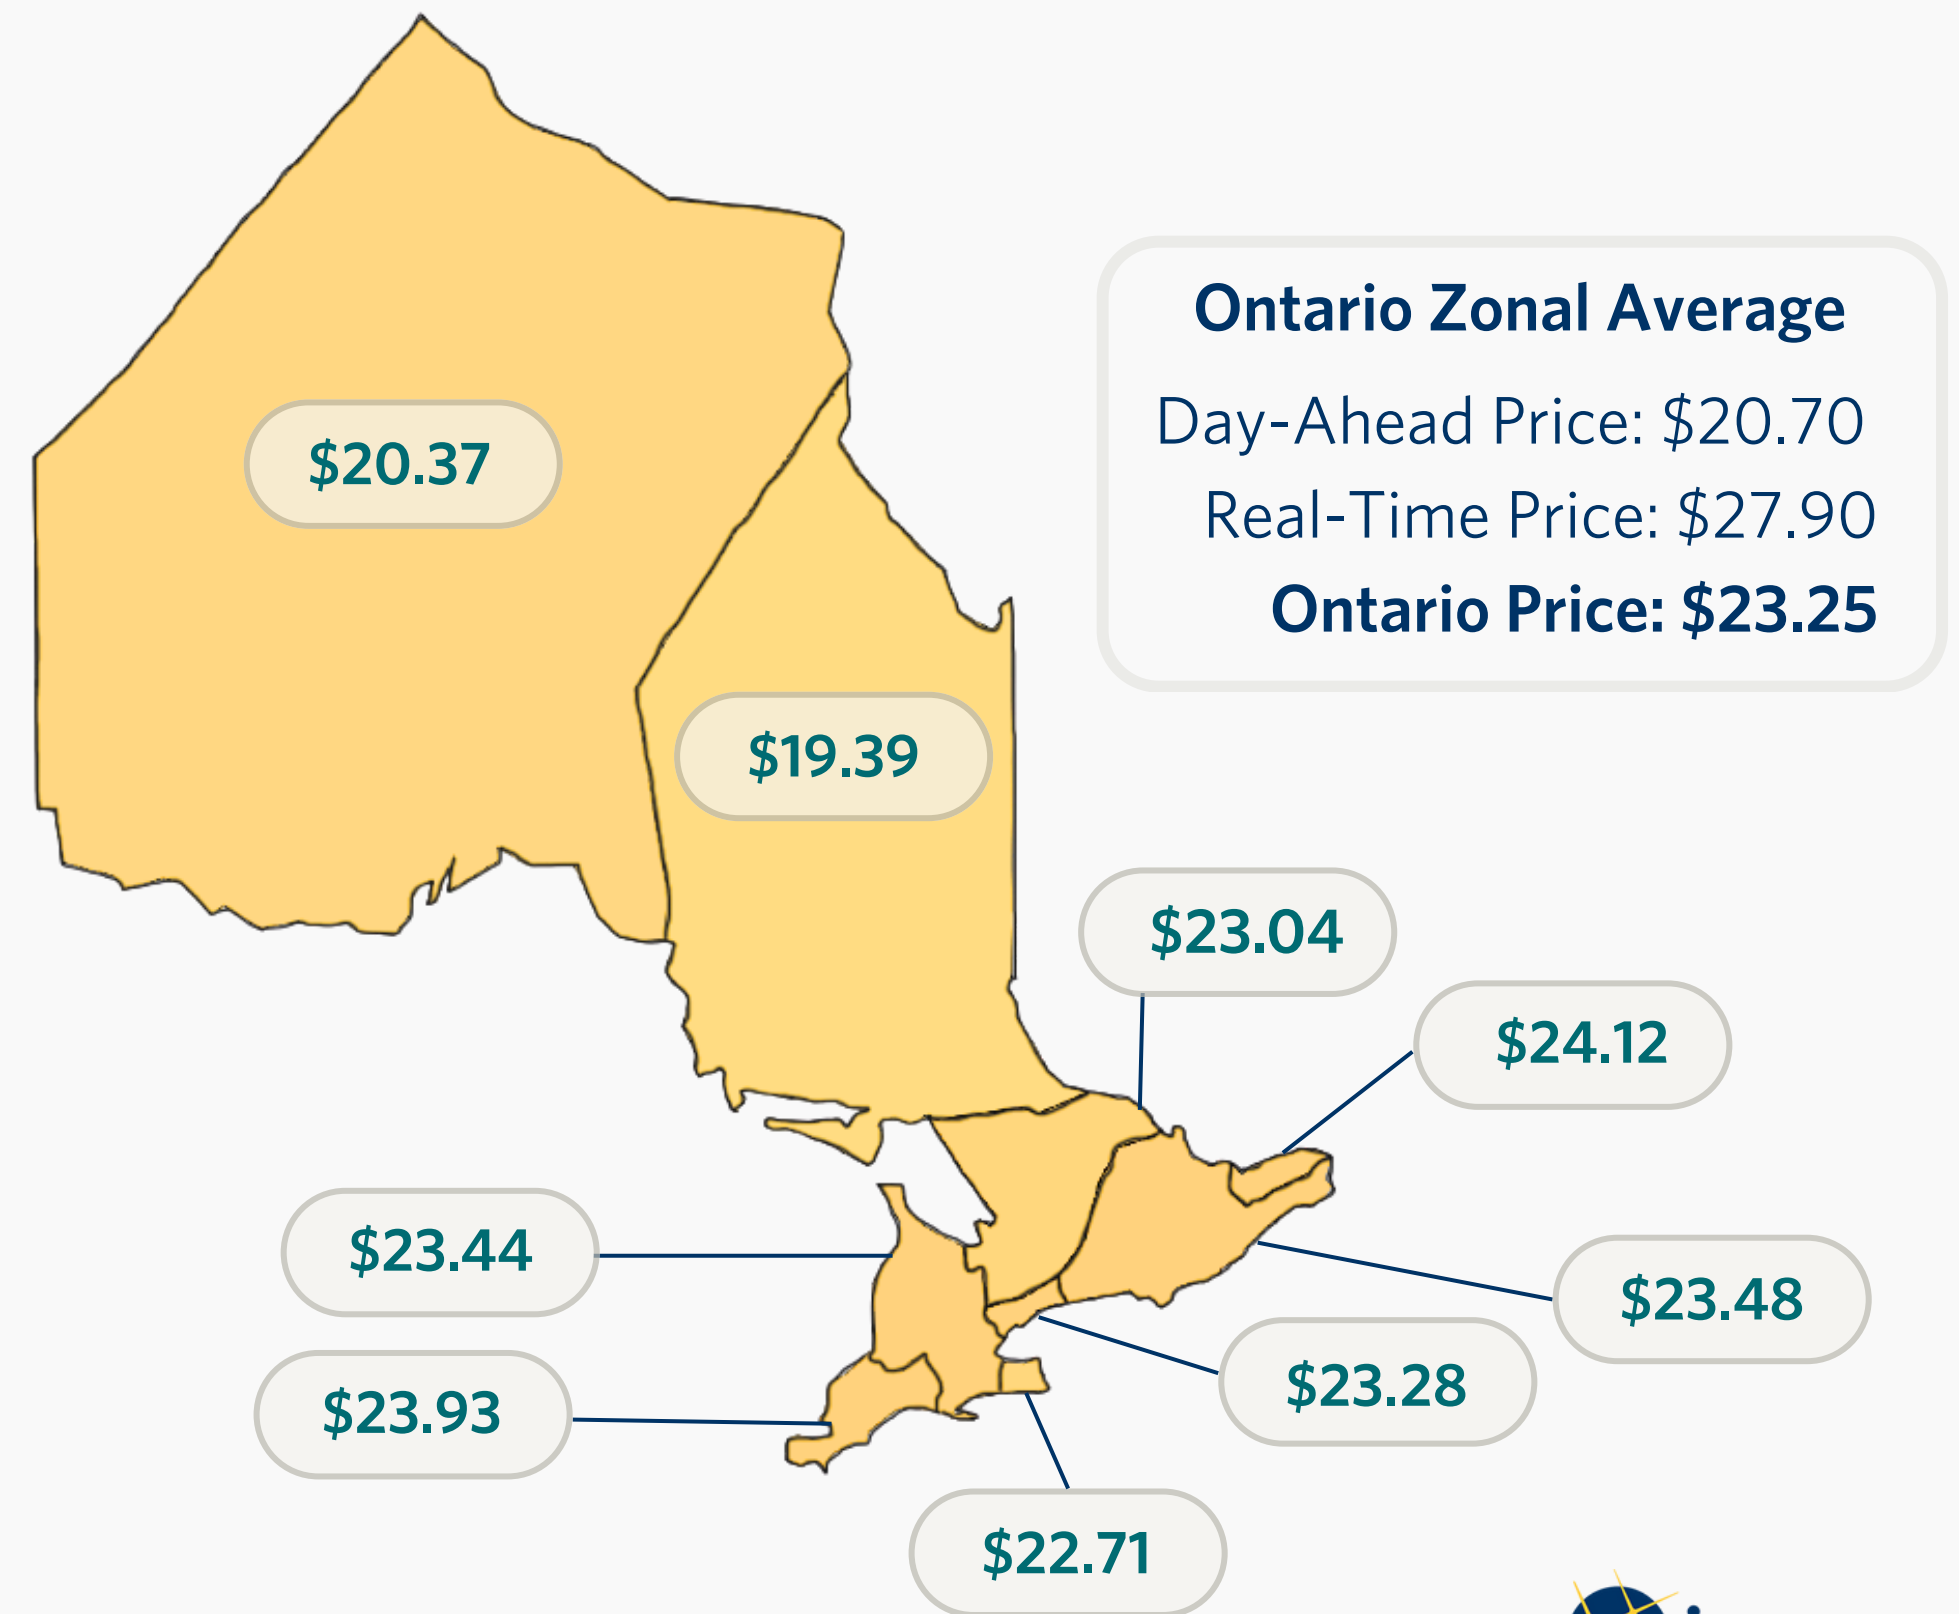 Ontario Zonal Average
Day-Ahead Price: $20.70
Real-Time Price: $27.90
Ontario Price: $23.25
$20.37
$19.39
$23.04
$24.12
$23.44
$23.48
$23.28
$23.93
$22.71